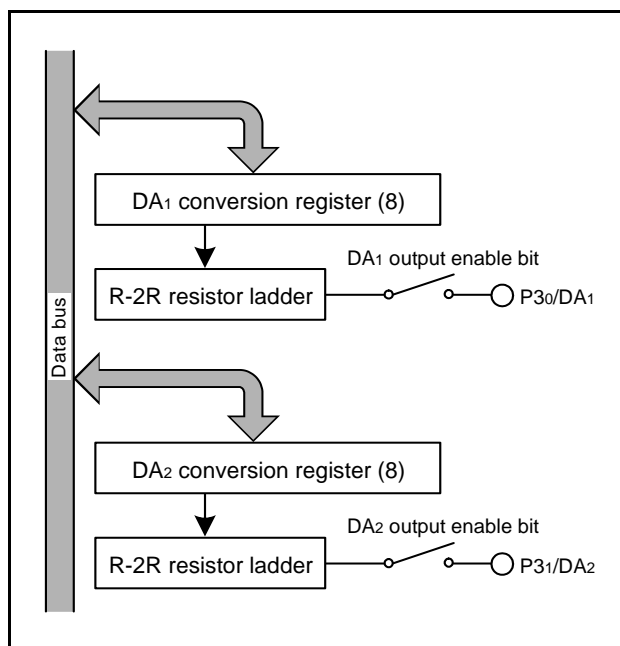 Data bus
DA₁ conversion register (8)
DA₁ output enable bit
R-2R resistor ladder
P3₀/DA₁
DA₂ conversion register (8)
DA₂ output enable bit
R-2R resistor ladder
P3₁/DA₂